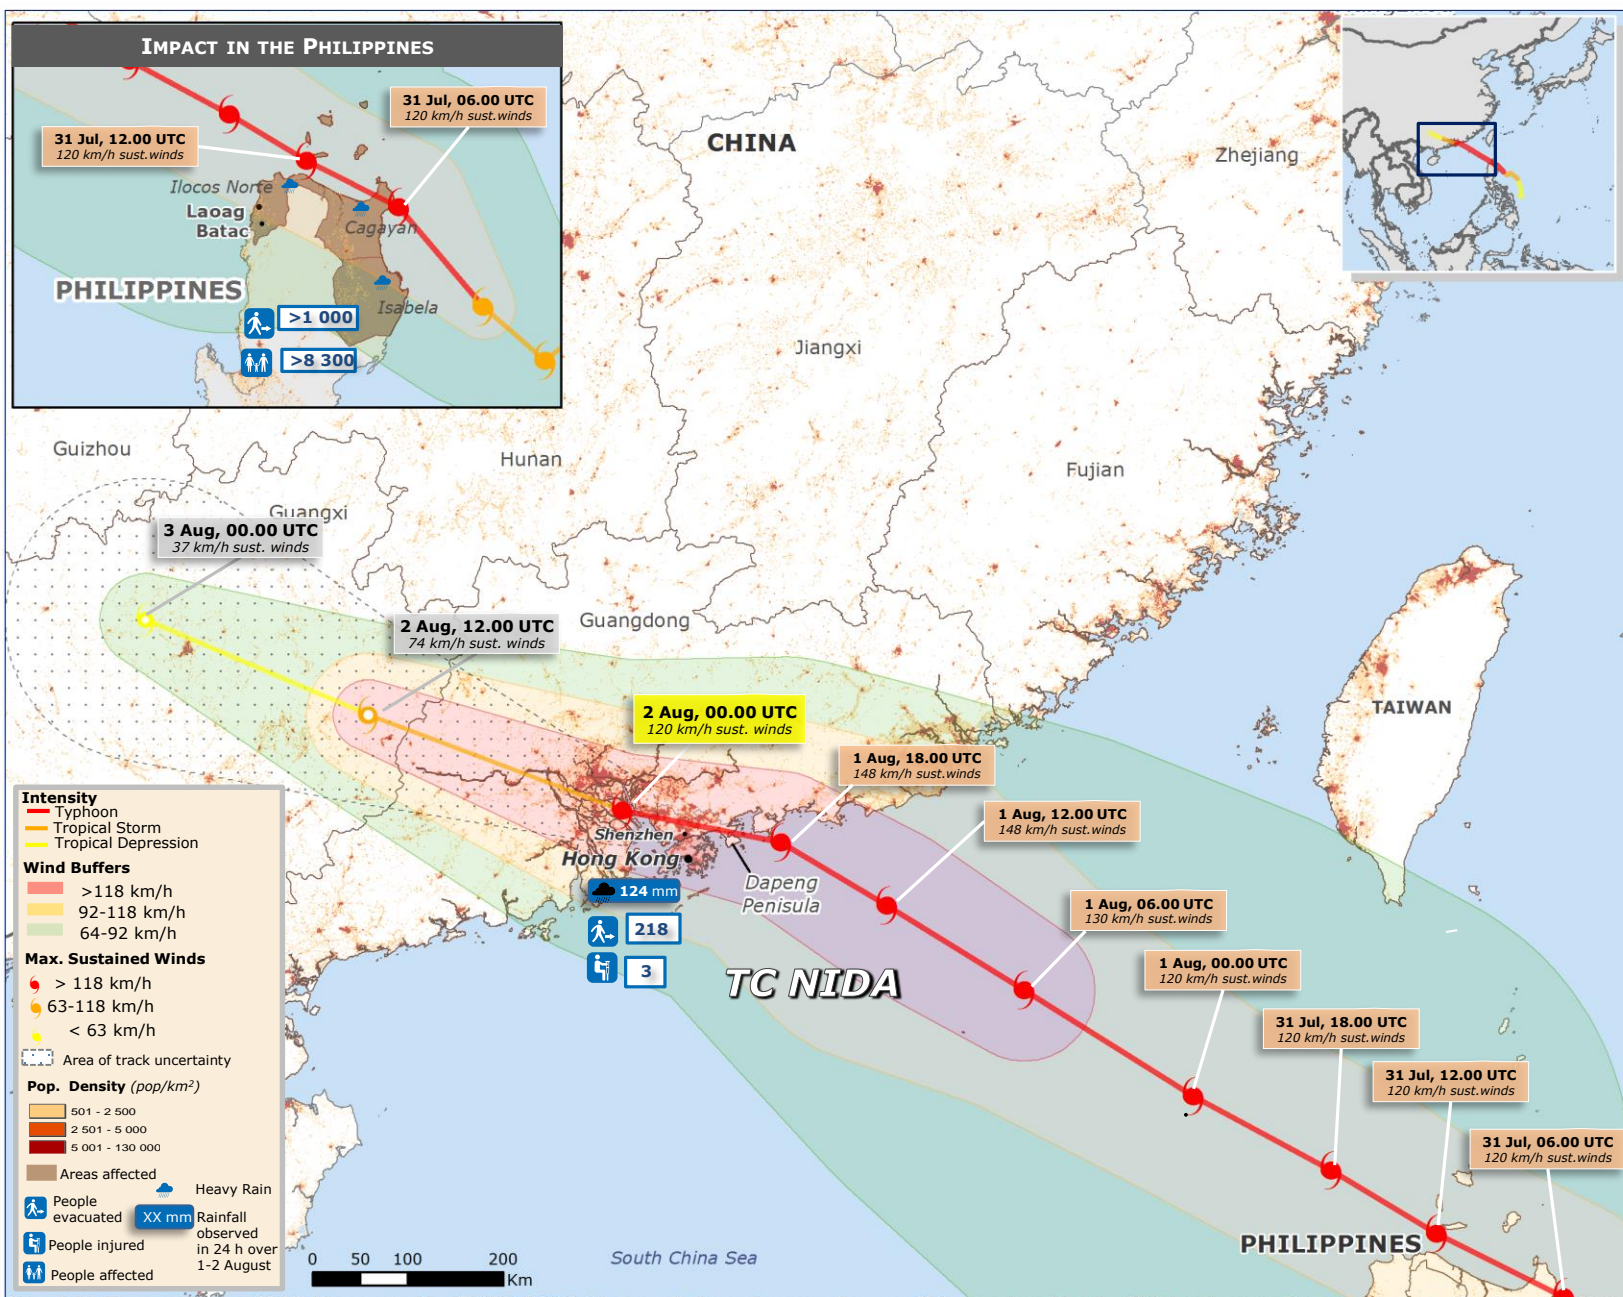 IMPACT IN THE PHILIPPINES
31 Jul, 06.00 UTC
120 km/h sust.winds
31 Jul, 12.00 UTC
120 km/h sust.winds
Ilocos Norte
Laoag
Batac
Cagayan
PHILIPPINES
Isabela
>1 000
>8 300
CHINA
Zhejiang
Jiangxi
Guizhou
Hunan
Fujian
Guangxi
3 Aug, 00.00 UTC
37 km/h sust. winds
Guangdong
2 Aug, 12.00 UTC
74 km/h sust. winds
2 Aug, 00.00 UTC
120 km/h sust. winds
TAIWAN
1 Aug, 18.00 UTC
148 km/h sust.winds
1 Aug, 12.00 UTC
148 km/h sust.winds
Shenzhen
Hong Kong
Dapeng
Penisula
124 mm
218
3
TC NIDA
1 Aug, 06.00 UTC
130 km/h sust.winds
1 Aug, 00.00 UTC
120 km/h sust.winds
31 Jul, 18.00 UTC
120 km/h sust.winds
31 Jul, 12.00 UTC
120 km/h sust.winds
31 Jul, 06.00 UTC
120 km/h sust.winds
PHILIPPINES
South China Sea
Intensity
Typhoon
Tropical Storm
Tropical Depression
Wind Buffers
>118 km/h
92-118 km/h
64-92 km/h
Max. Sustained Winds
> 118 km/h
63-118 km/h
< 63 km/h
Area of track uncertainty
Pop. Density (pop/km²)
501 - 2 500
2 501 - 5 000
5 001 - 130 000
Areas affected
People
evacuated
People injured
People affected
Heavy Rain
XX mm
Rainfall
observed
in 24 h over
1-2 August
0 50 100 200
Km